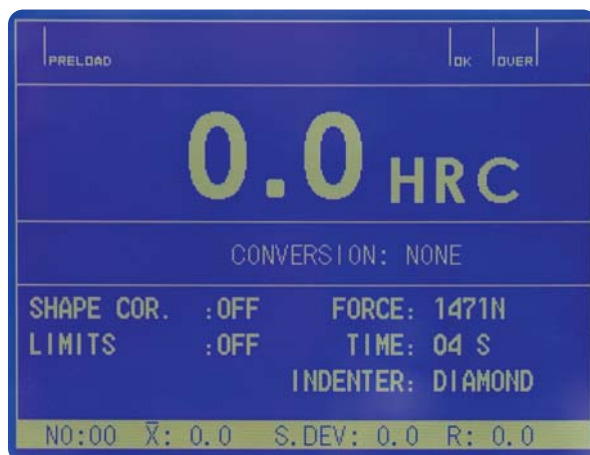 PRELOAD OK OVER
0.0 HRC
CONVERSION: NONE
SHAPE COR. :OFF FORCE: 1471N
LIMITS :OFF TIME: 04 S
INDENTER: DIAMOND
NO:00 X̅: 0.0 S.DEV: 0.0 R: 0.0